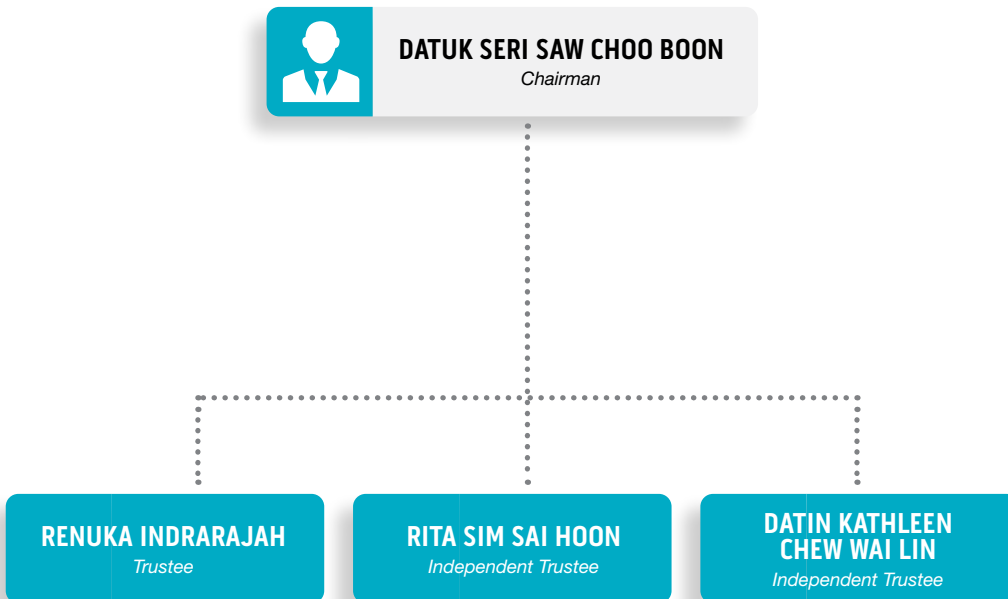 DATUK SERI SAW CHOO BOON
Chairman
RENUKA INDRARAJAH
Trustee
RITA SIM SAI HOON
Independent Trustee
DATIN KATHLEEN
CHEW WAI LIN
Independent Trustee